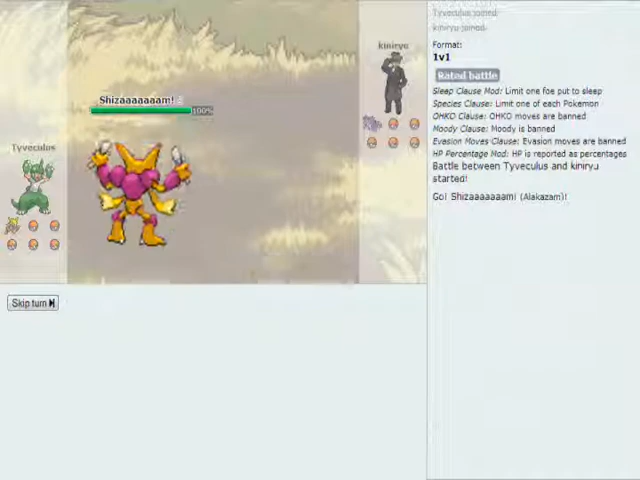 Tyveculus joined.
kiniryu joined.
Format:
1v1
Rated battle
Sleep Clause Mod: Limit one foe put to sleep
Species Clause: Limit one of each Pokemon
OHKO Clause: OHKO moves are banned
Moody Clause: Moody is banned
Evasion Moves Clause: Evasion moves are banned
HP Percentage Mod: HP is reported as percentages
Battle between Tyveculus and kiniryu
started!
Go! Shizaaaaaaam! (Alakazam)!
kiniryu
Shizaaaaaaam!
100%
Tyveculus
Skip turn